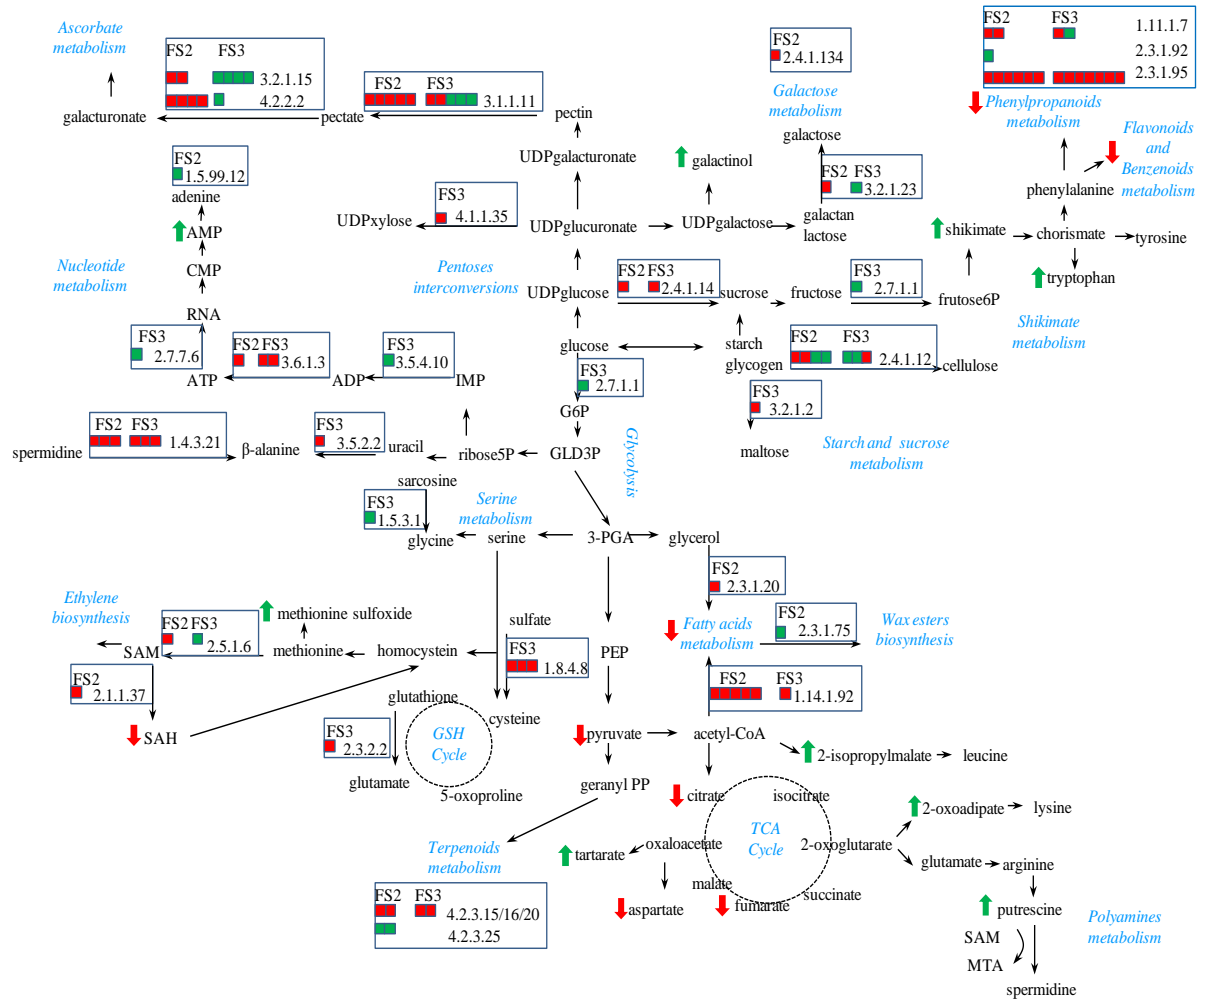 Ascorbate
metabolism
FS2 FS3
3.2.1.15
4.2.2.2
galacturonate
pectate
FS2 FS3
3.1.1.11
pectin
FS2
2.4.1.134
Galactose
metabolism
galactose
FS2 FS3
1.11.1.7
2.3.1.92
2.3.1.95
Phenylpropanoids
metabolism
Flavonoids
and
Benzenoids
metabolism
FS2
1.5.99.12
adenine
AMP
CMP
RNA
Nucleotide
metabolism
UDPgalacturonate
galactinol
FS2 FS3
3.2.1.23
phenylalanine
FS3
4.1.1.35
UDPxylose
UDPglucuronate
UDPgalactose
galactan
lactose
shikimate
chorismate
tyrosine
tryptophan
Pentoses
interconversions
FS2 FS3
2.4.1.14
UDPglucose
sucrose
fructose
FS3
2.7.1.1
frutose6P
Shikimate
metabolism
FS3
2.7.7.6
FS2 FS3
3.6.1.3
FS3
3.5.4.10
ATP
ADP
IMP
glucose
starch
glycogen
FS2 FS3
2.4.1.12
cellulose
FS3
2.7.1.1
G6P
FS3
3.2.1.2
maltose
Starch and sucrose
metabolism
FS2 FS3
1.4.3.21
spermidine
β-alanine
FS3
3.5.2.2
uracil
ribose5P
GLD3P
Glycolysis
sarcosine
FS3
1.5.3.1
glycine
Serine
metabolism
serine
3-PGA
glycerol
FS2
2.3.1.20
Ethylene
biosynthesis
FS2 FS3
2.5.1.6
methionine sulfoxide
SAM
methionine
homocystein
sulfate
FS3
1.8.4.8
PEP
Fatty acids
metabolism
FS2
2.3.1.75
Wax esters
biosynthesis
FS2
2.1.1.37
SAH
FS2 FS3
1.14.1.92
glutathione
cysteine
FS3
2.3.2.2
GSH
Cycle
glutamate
5-oxoproline
pyruvate
acetyl-CoA
2-isopropylmalate
leucine
geranyl PP
citrate
isocitrate
2-oxoadipate
lysine
Terpenoids
metabolism
tartarate
oxaloacetate
TCA
Cycle
2-oxoglutarate
glutamate
arginine
malate
succinate
aspartate
fumarate
FS2 FS3
4.2.3.15/16/20
4.2.3.25
putrescine
Polyamines
metabolism
SAM
MTA
spermidine